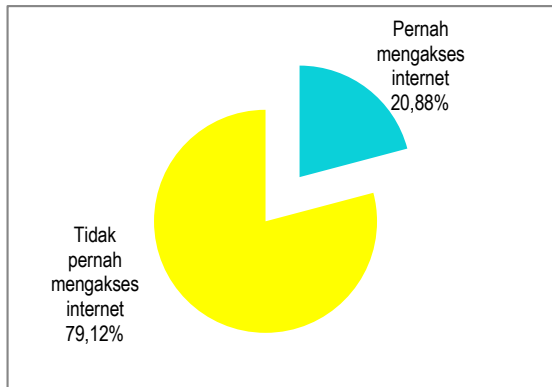 Pernah
mengakses
internet
20,88%
Tidak
pernah
mengakses
internet
79,12%